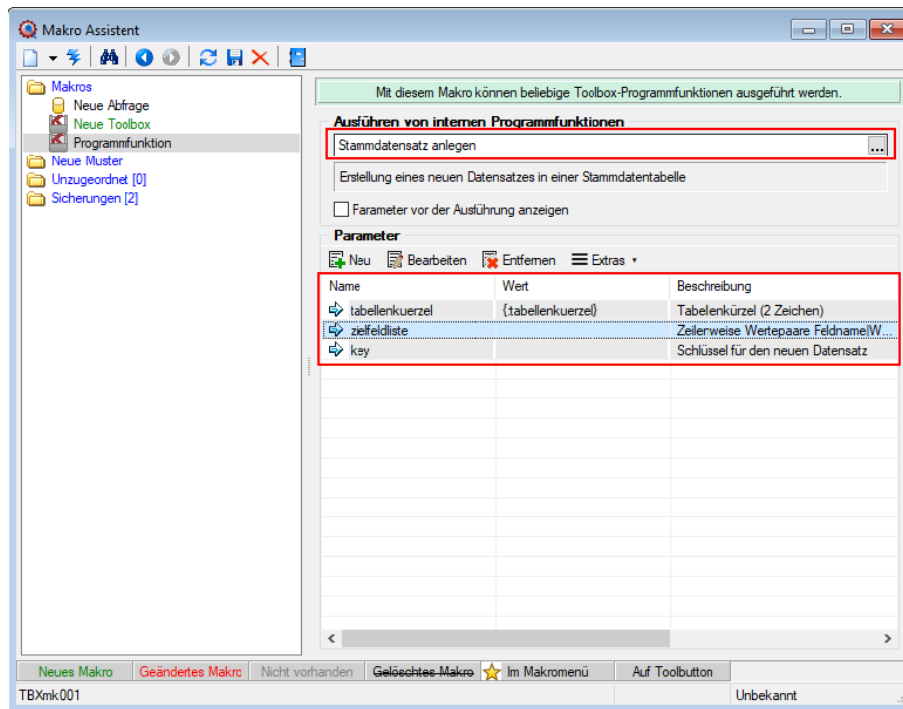 Makro Assistent
Makros
Neue Abfrage
Neue Toolbox
Programmfunktion
Neue Muster
Unzugeordnet [0]
Sicherungen [2]
Mit diesem Makro können beliebige Toolbox-Programmfunktionen ausgeführt werden.
Ausführen von internen Programmfunktionen
Stammdatensatz anlegen
...
Erstellung eines neuen Datensatzes in einer Stammdatentabelle
Parameter vor der Ausführung anzeigen
Parameter
Neu Bearbeiten Entfernen Extras
Name Wert Beschreibung
tabellenkuerzel {:tabellenkuerzel} Tabelenkürzel (2 Zeichen)
zielfeldliste Zeilerweise Wertepaare Feldname|W...
key Schlüssel für den neuen Datensatz
Neues Makro Geändertes Makro Nicht vorhanden Gelöschtes Makro Im Makromenü Auf Toolbutton
TBXmk001 Unbekannt